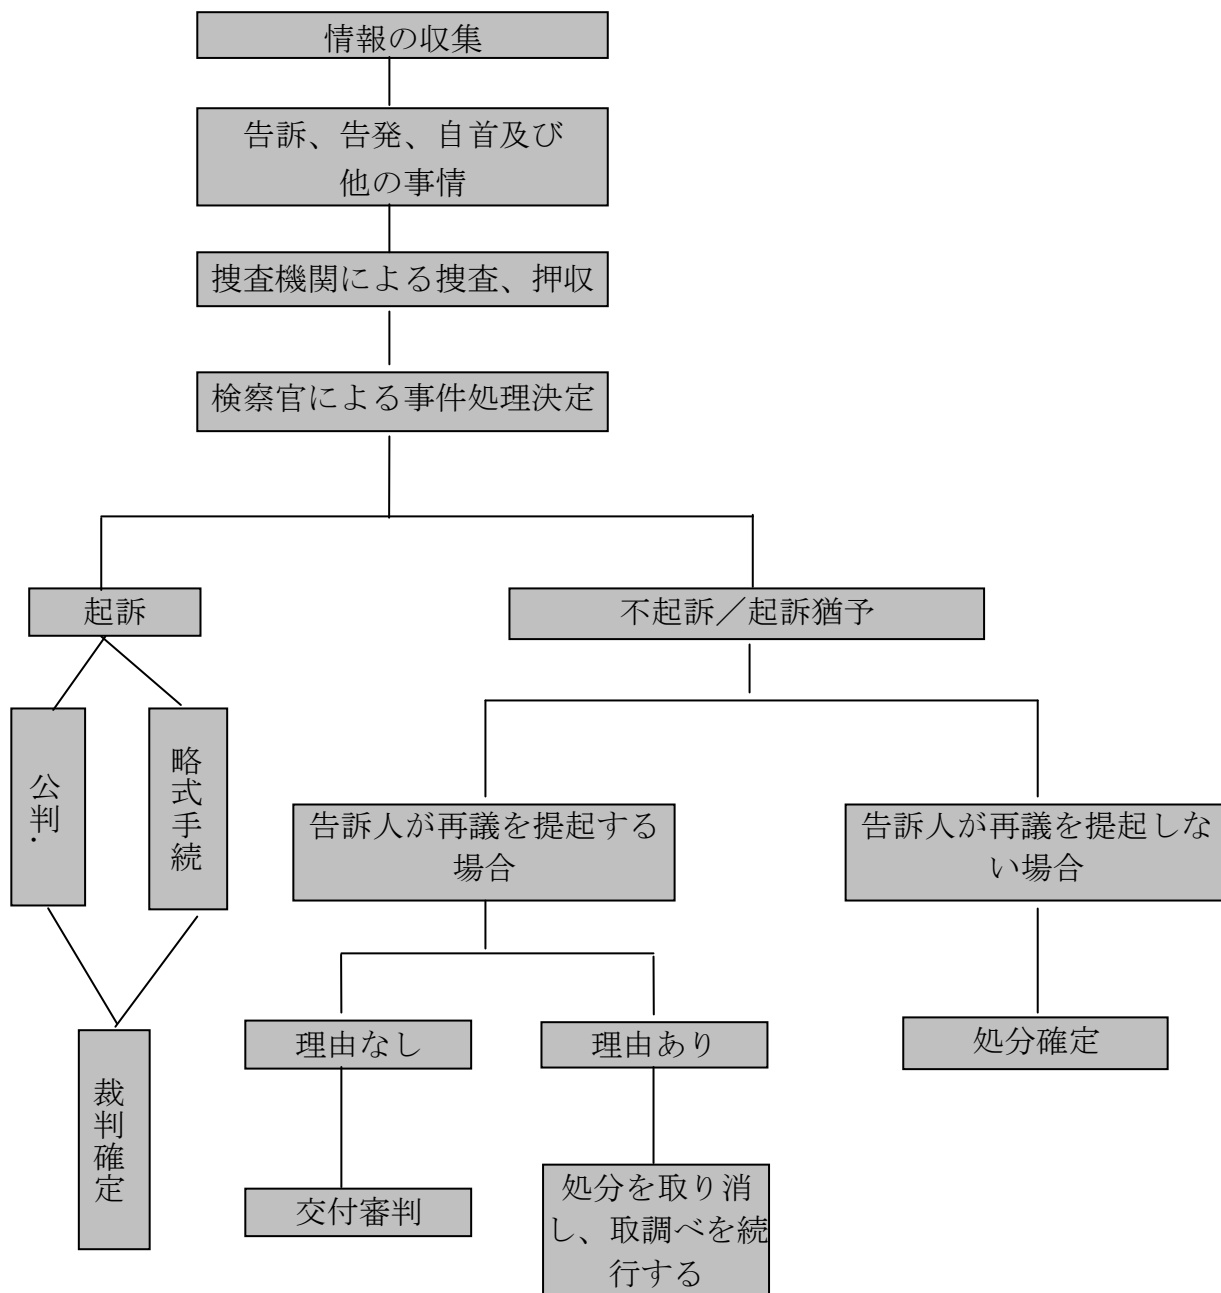 情報の収集
告訴、告発、自首及び
他の事情
捜査機関による捜査、押収
検察官による事件処理決定
起訴
不起訴／起訴猶予
公判.
略式手続
告訴人が再議を提起する
場合
告訴人が再議を提起しな
い場合
理由なし
理由あり
処分確定
裁判確定
交付審判
処分を取り消
し、取調べを続
行する